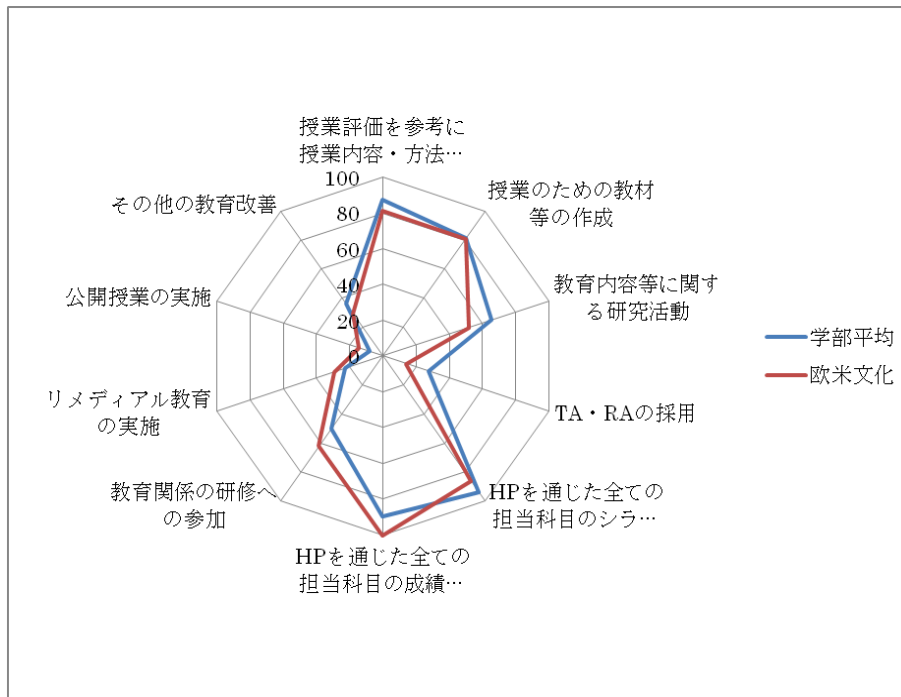 授業評価を参考に
授業内容・方法…
100
80
60
40
20
0
授業のための教材
等の作成
教育内容等に関す
る研究活動
TA・RAの採用
HPを通じた全ての
担当科目のシラ…
HPを通じた全ての
担当科目の成績…
教育関係の研修へ
の参加
リメディアル教育
の実施
公開授業の実施
その他の教育改善
学部平均
欧米文化